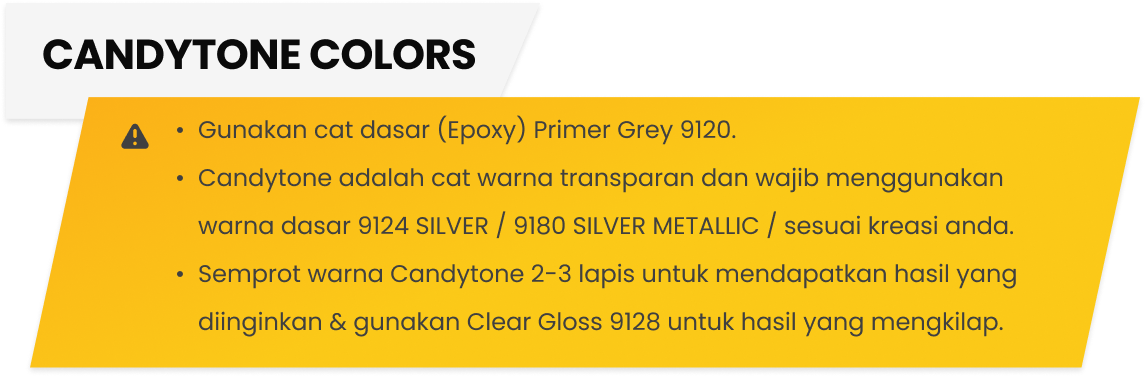 CANDYTONE COLORS
• Gunakan cat dasar (Epoxy) Primer Grey 9120.
• Candytone adalah cat warna transparan dan wajib menggunakan
warna dasar 9124 SILVER / 9180 SILVER METALLIC / sesuai kreasi anda.
• Semprot warna Candytone 2-3 lapis untuk mendapatkan hasil yang
diinginkan & gunakan Clear Gloss 9128 untuk hasil yang mengkilap.